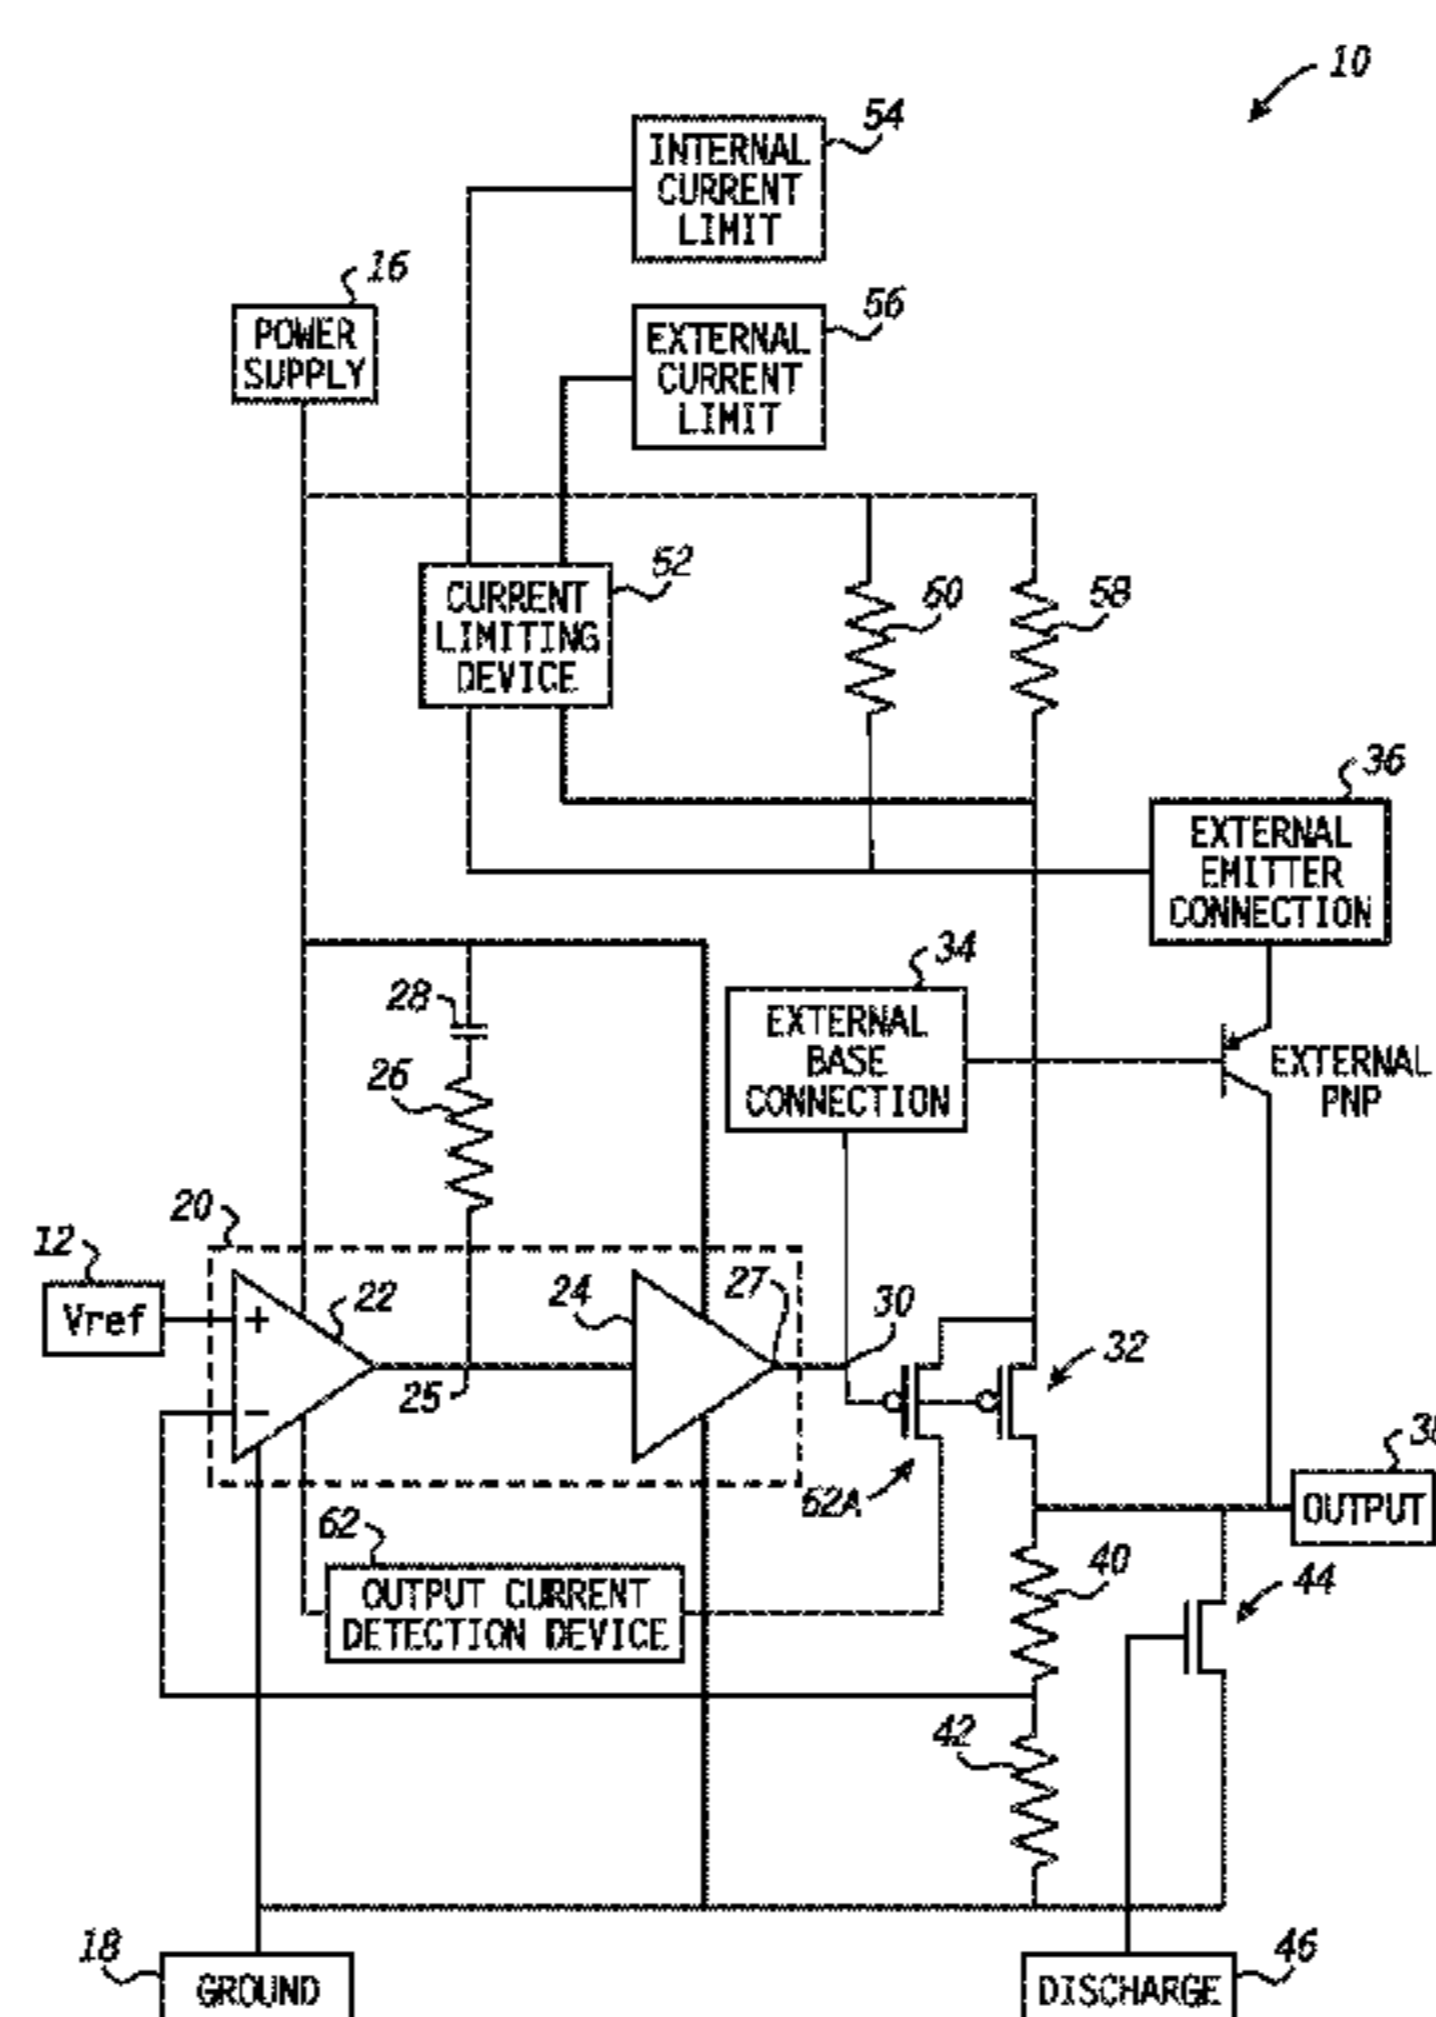 10
54
INTERNAL
CURRENT
LIMIT
16
POWER
SUPPLY
56
EXTERNAL
CURRENT
LIMIT
52
CURRENT
LIMITING
DEVICE
60
58
36
EXTERNAL
EMITTER
CONNECTION
34
EXTERNAL
BASE
CONNECTION
28
26
EXTERNAL
PNP
20
12
Vref
+
22
24
27
30
32
25
-
62A
38
OUTPUT
62
OUTPUT CURRENT
DETECTION DEVICE
40
44
42
18
GROUND
46
DISCHARGE